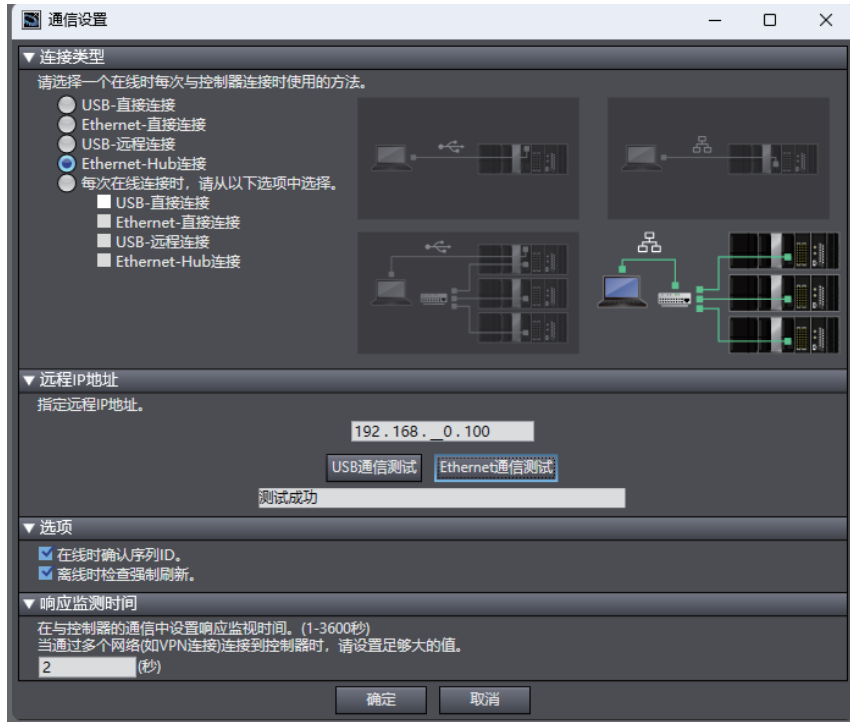 通信设置
▼连接类型
请选择一个在线时每次与控制器连接时使用的方法。
USB-直接连接
Ethernet-直接连接
USB-远程连接
Ethernet-Hub连接
每次在线连接时，请从以下选项中选择。
USB-直接连接
Ethernet-直接连接
USB-远程连接
Ethernet-Hub连接
▼远程IP地址
指定远程IP地址。
192.168.__0.100
USB通信测试 Ethernet通信测试
测试成功
▼选项
在线时确认序列ID。
离线时检查强制刷新。
▼响应监测时间
在与控制器的通信中设置响应监视时间。(1-3600秒)
当通过多个网络(如VPN连接)连接到控制器时，请设置足够大的值。
2 (秒)
确定 取消